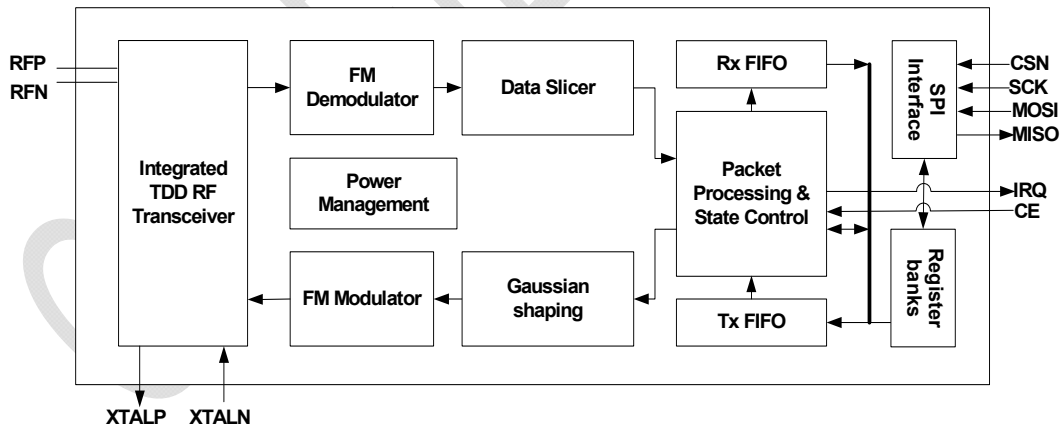 RFP
RFN
Integrated
TDD RF
Transceiver
FM
Demodulator
Data Slicer
Power
Management
FM Modulator
Gaussian
shaping
Rx FIFO
Packet
Processing &
State Control
Tx FIFO
SPI
Interface
Register
banks
CSN
SCK
MOSI
MISO
IRQ
CE
XTALP
XTALN